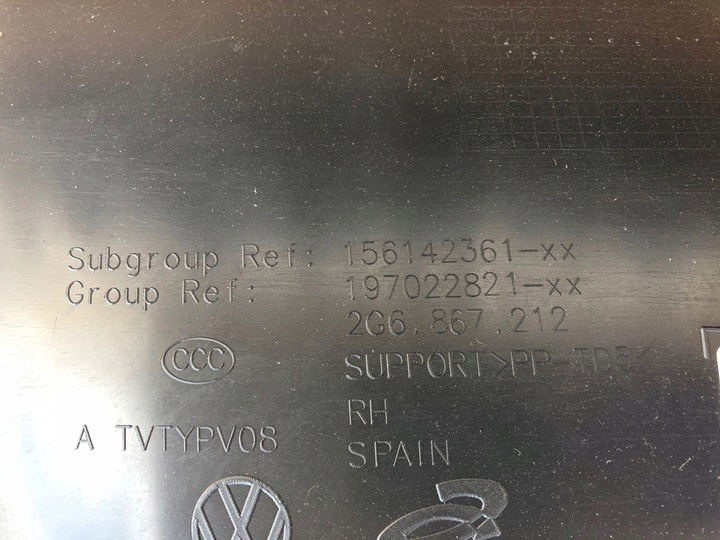 Subgroup Ref: 156142361-xx
Group Ref: 197022821-xx
2G6.867.212
CCC
SUPPORT>PP-
RH
A TVTYPV08
SPAIN